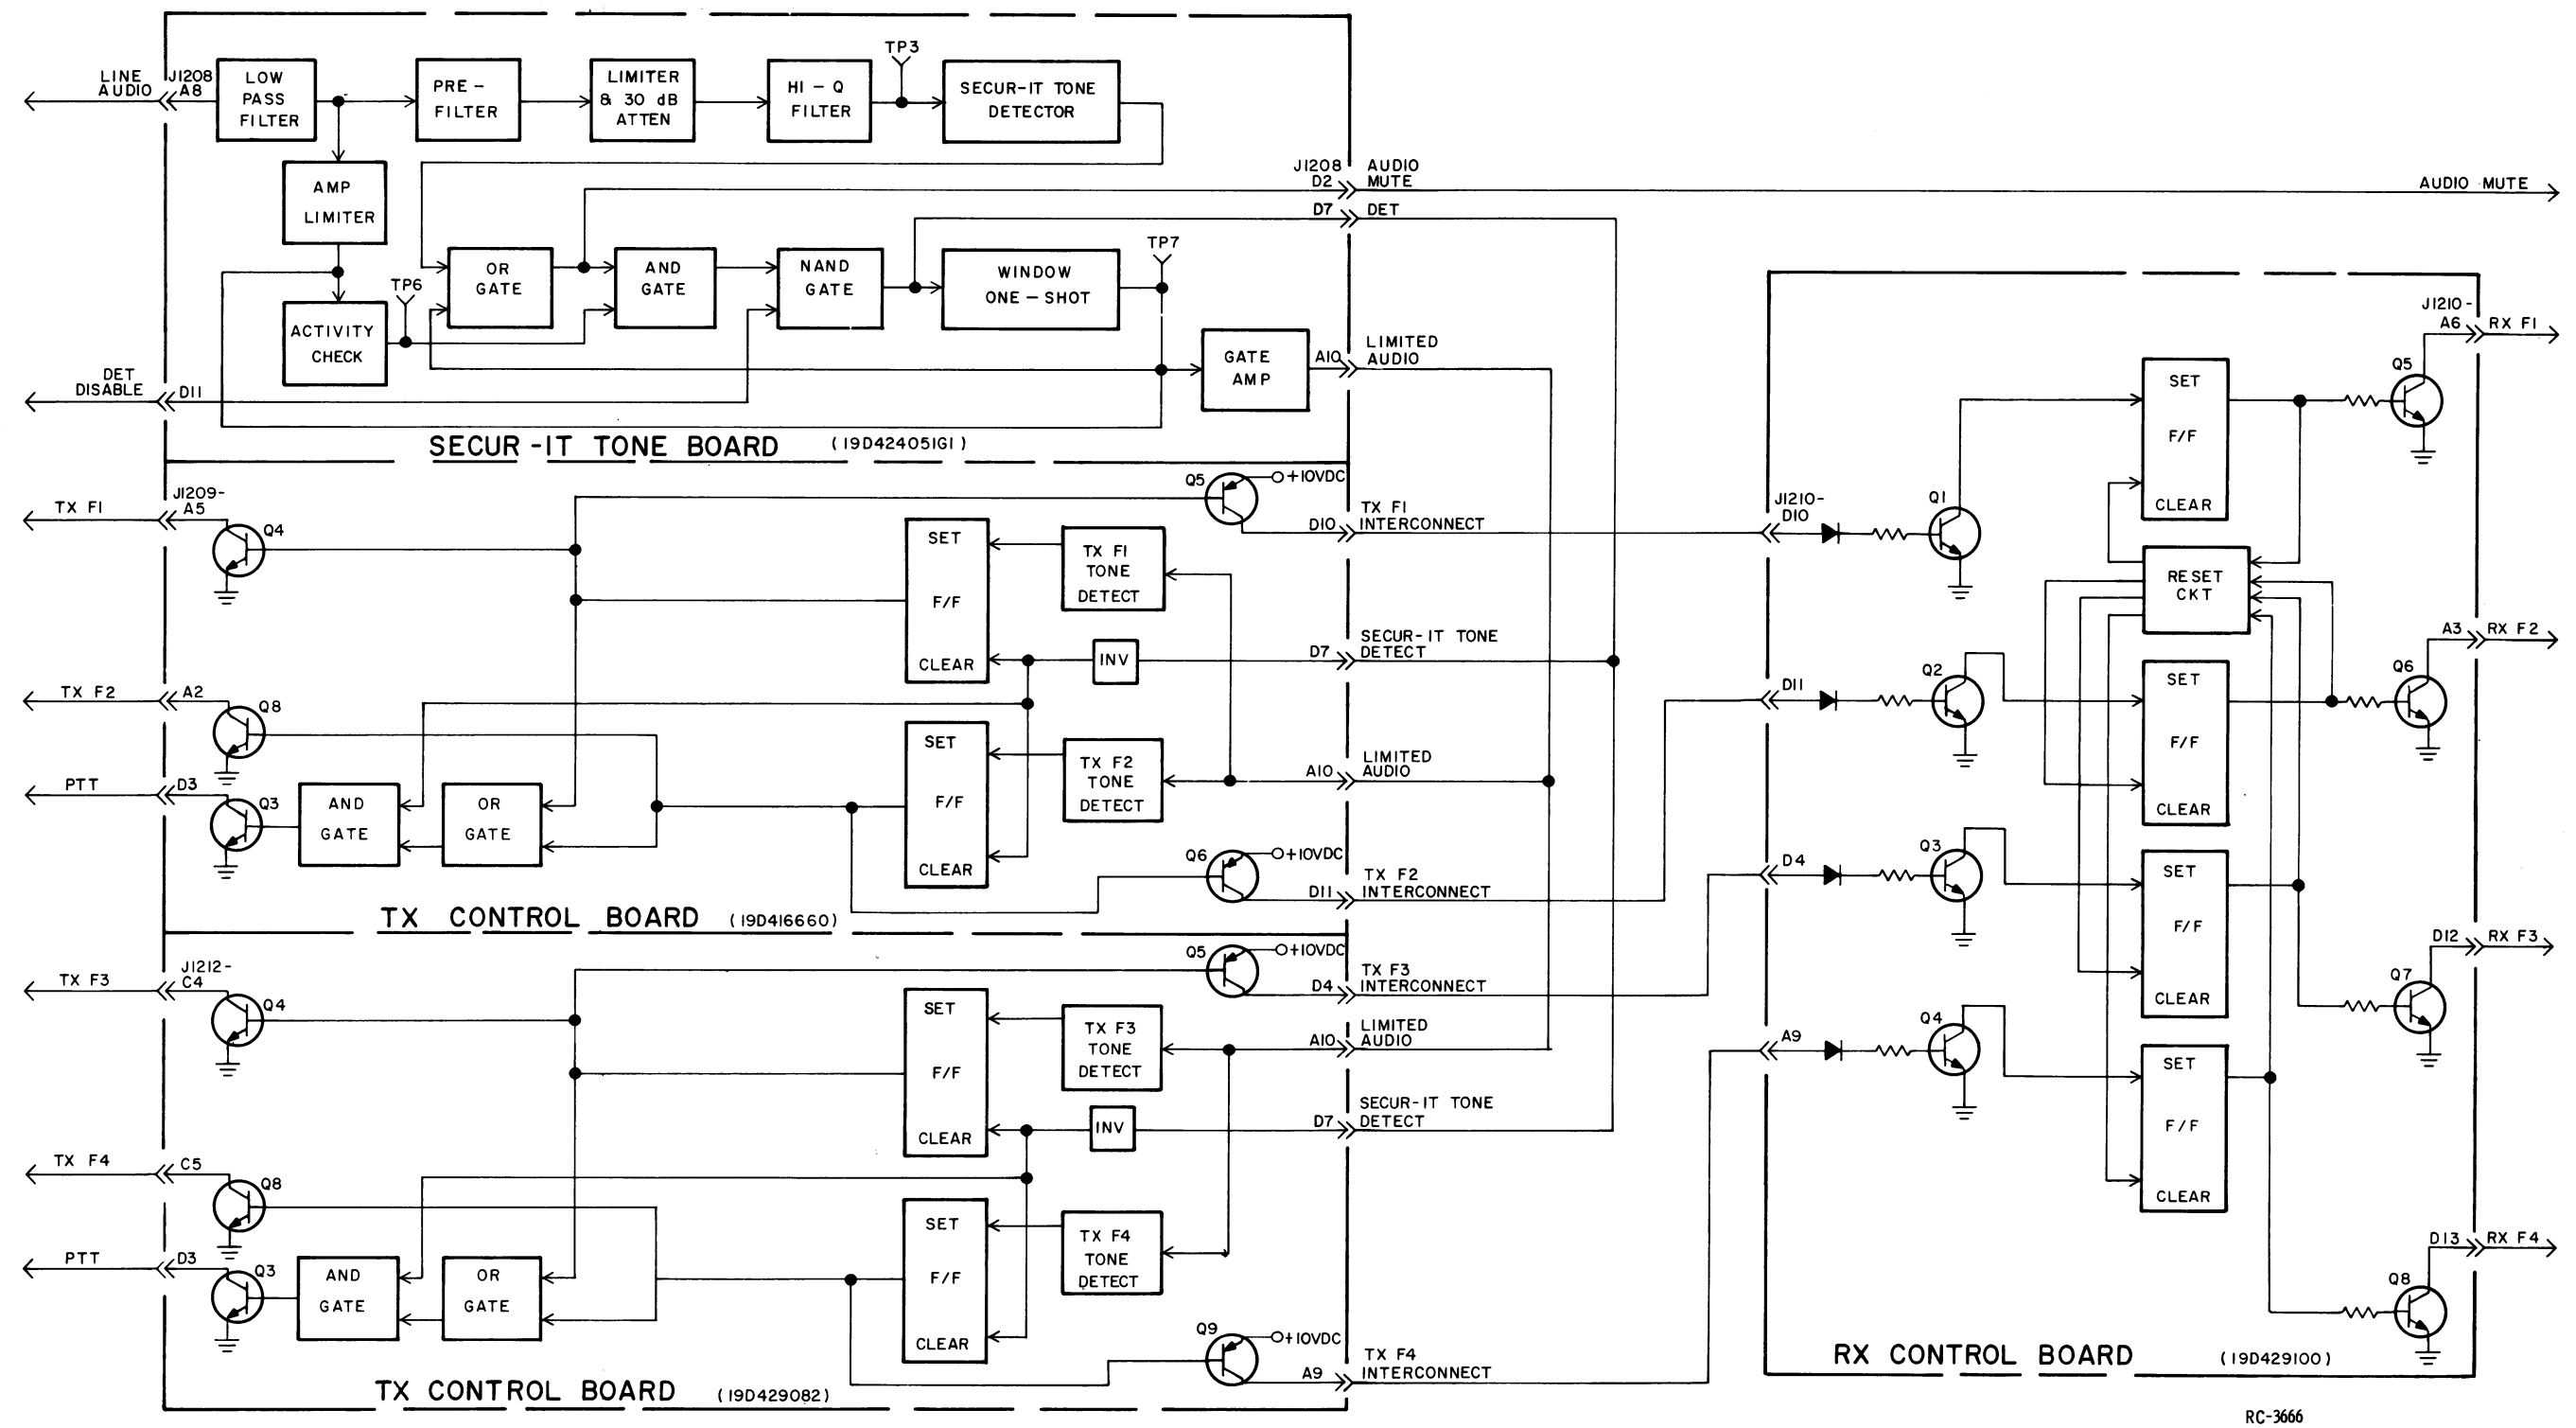 LINE
AUDIO
J1208
A8
LOW
PASS
FILTER
PRE-
FILTER
LIMITER
& 30 dB
ATTEN
HI-Q
FILTER
TP3
SECUR-IT TONE
DETECTOR
AMP
LIMITER
J1208
D2
AUDIO
MUTE
AUDIO MUTE
D7
DET
ACTIVITY
CHECK
TP6
OR
GATE
AND
GATE
NAND
GATE
WINDOW
ONE-SHOT
TP7
GATE
AMP
A10
LIMITED
AUDIO
DET
DISABLE
D11
SECUR-IT TONE BOARD (19D424051G1)
TX F1
J1209-
A5
Q4
Q5
+10VDC
D10
TX F1
INTERCONNECT
SET
F/F
CLEAR
TX F1
TONE
DETECT
INV
D7
SECUR-IT TONE
DETECT
TX F2
A2
Q8
PTT
D3
Q3
AND
GATE
OR
GATE
SET
F/F
CLEAR
TX F2
TONE
DETECT
A10
LIMITED
AUDIO
Q6
+10VDC
D11
TX F2
INTERCONNECT
TX CONTROL BOARD (19D416660)
TX F3
J1212-
C4
Q4
Q5
+10VDC
D4
TX F3
INTERCONNECT
SET
F/F
CLEAR
TX F3
TONE
DETECT
A10
LIMITED
AUDIO
INV
D7
SECUR-IT TONE
DETECT
TX F4
C5
Q8
PTT
D3
Q3
AND
GATE
OR
GATE
SET
F/F
CLEAR
TX F4
TONE
DETECT
Q9
+10VDC
A9
TX F4
INTERCONNECT
TX CONTROL BOARD (19D429082)
J1210-
D10
Q1
SET
F/F
CLEAR
J1210-
A6
RX F1
Q5
RESET
CKT
D11
Q2
SET
F/F
CLEAR
A3
RX F2
Q6
D4
Q3
SET
F/F
CLEAR
D12
RX F3
Q7
A9
Q4
SET
F/F
CLEAR
D13
RX F4
Q8
RX CONTROL BOARD (19D429100)
RC-3666